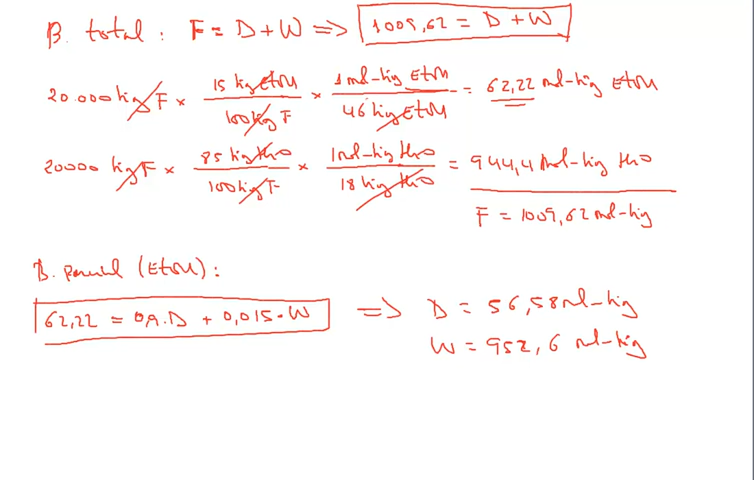 B. total: F = D + W => 1009,62 = D + W
20.000 kg F × 15 kg EtOH / 100 kg F × 1 mol-kg EtOH / 46 kg EtOH = 62,22 mol-kg EtOH
20000 kg F × 85 kg H2O / 100 kg F × 1 mol-kg H2O / 18 kg H2O = 944,4 mol-kg H2O
F = 1009,62 mol-kg
B. parcial (EtOH):
62,22 = 0,9.D + 0,015.W => D = 56,58 mol-kg
W = 952,6 mol-kg